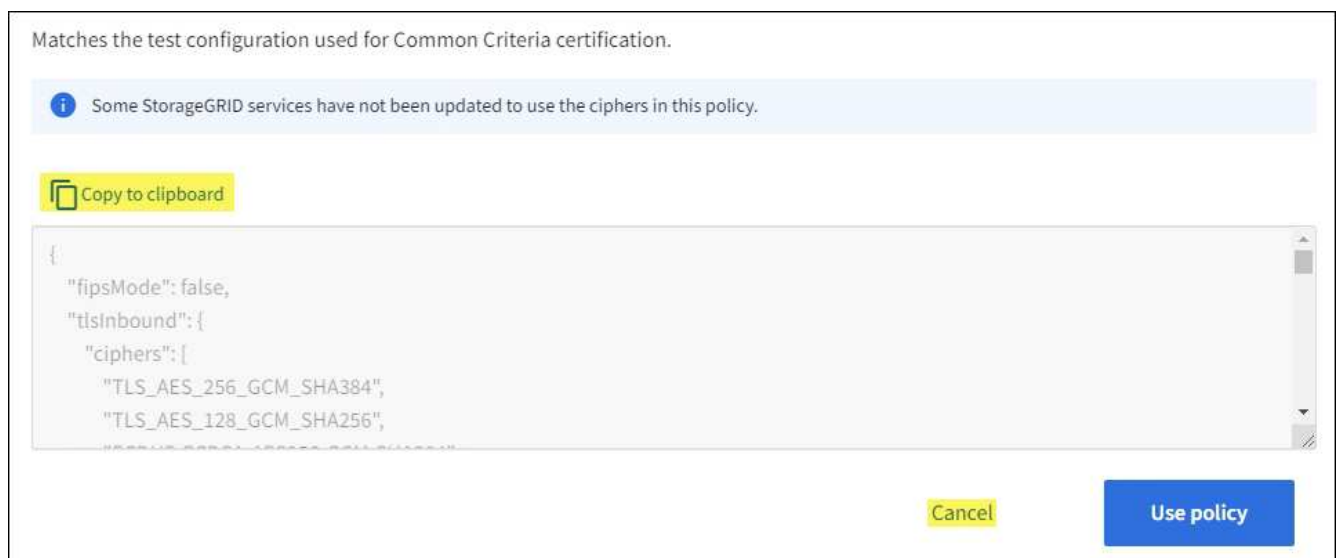 Matches the test configuration used for Common Criteria certification.
Some StorageGRID services have not been updated to use the ciphers in this policy.
Copy to clipboard
{
"fipsMode": false,
"tlsInbound": {
"ciphers": [
"TLS_AES_256_GCM_SHA384",
"TLS_AES_128_GCM_SHA256",
Cancel
Use policy